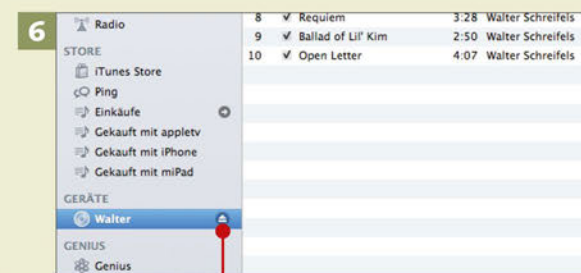 6
Radio
STORE
iTunes Store
Ping
Einkäufe
Gekauft mit appletv
Gekauft mit iPhone
Gekauft mit miPad
GERÄTE
Walter
GENIUS
Genius
8 Requiem 3:28 Walter Schreifels
9 Ballad of Lil' Kim 2:50 Walter Schreifels
10 Open Letter 4:07 Walter Schreifels